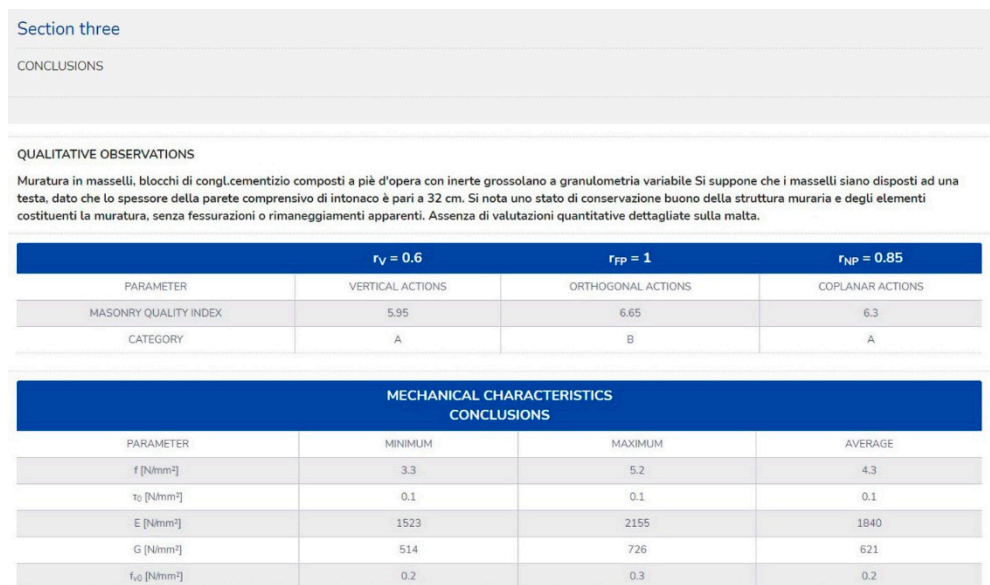 Section three
CONCLUSIONS
QUALITATIVE OBSERVATIONS
Muratura in masselli, blocchi di congl.cementizio composti a piè d'opera con inerte grossolano a granulometria variabile Si suppone che i masselli siano disposti ad una
testa, dato che lo spessore della parete comprensivo di intonaco è pari a 32 cm. Si nota uno stato di conservazione buono della struttura muraria e degli elementi
costituenti la muratura, senza fessurazioni o rimaneggiamenti apparenti. Assenza di valutazioni quantitative dettagliate sulla malta.
rV = 0.6 rFP = 1 rNP = 0.85
PARAMETER VERTICAL ACTIONS ORTHOGONAL ACTIONS COPLANAR ACTIONS
MASONRY QUALITY INDEX 5.95 6.65 6.3
CATEGORY A B A
MECHANICAL CHARACTERISTICS
CONCLUSIONS
PARAMETER MINIMUM MAXIMUM AVERAGE
f [N/mm²] 3.3 5.2 4.3
τ0 [N/mm²] 0.1 0.1 0.1
E [N/mm²] 1523 2155 1840
G [N/mm²] 514 726 621
fv0 [N/mm²] 0.2 0.3 0.2